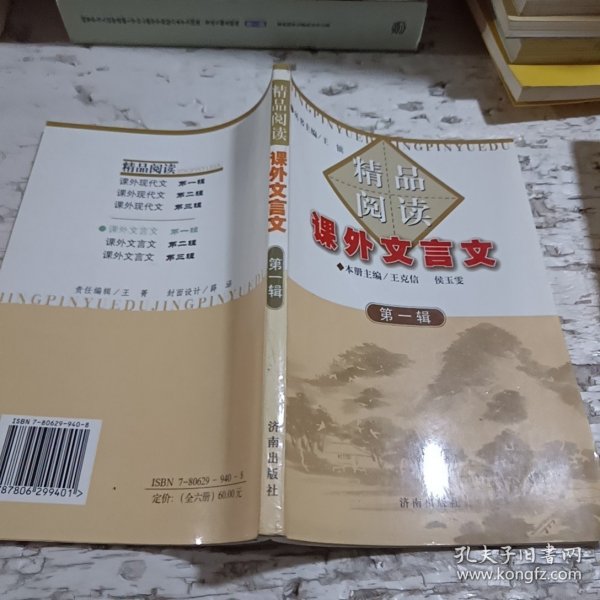 精品阅读
课外现代文 第一辑
课外现代文 第二辑
课外现代文 第三辑
课外文言文 第一辑
课外文言文 第二辑
课外文言文 第三辑
责任编辑/王菁 封面设计/薛
JINGPINYUEDU
ISBN 7-80629-940-8
787806299401
ISBN 7-80629-940-8
定价:(全六册)60.00元
精品阅读
课外文言文
第一辑
济南出版社
JINGPINYUEDU
精品
阅读
课外文言文
◆本册主编/王克信 侯玉雯
第一辑
济南出版社
孔夫子旧书网
www.kongfz.com